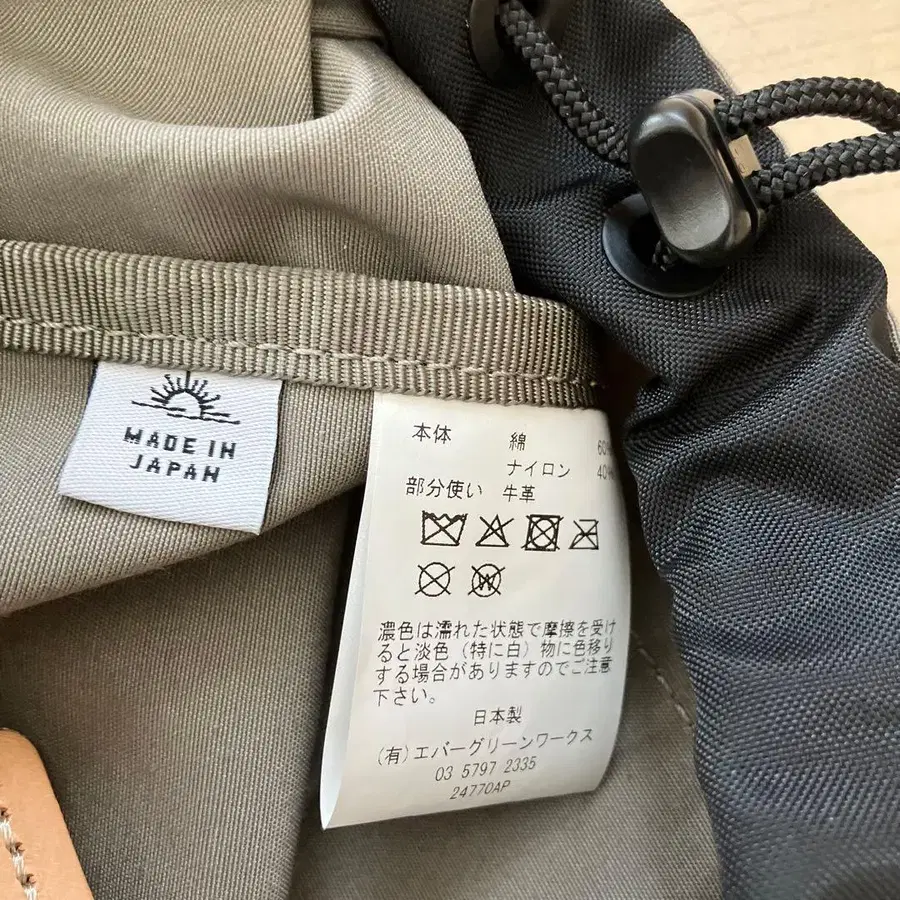 MADE IN
JAPAN
本体 綿 60%
ナイロン 40%
部分使い 牛革
W
濃色は濡れた状態で摩擦を受け
ると淡色（特に白）物に色移り
する場合がありますのでご注意
下さい。
日本製
(有)エバーグリーンワークス
03 5797 2335
24770AP